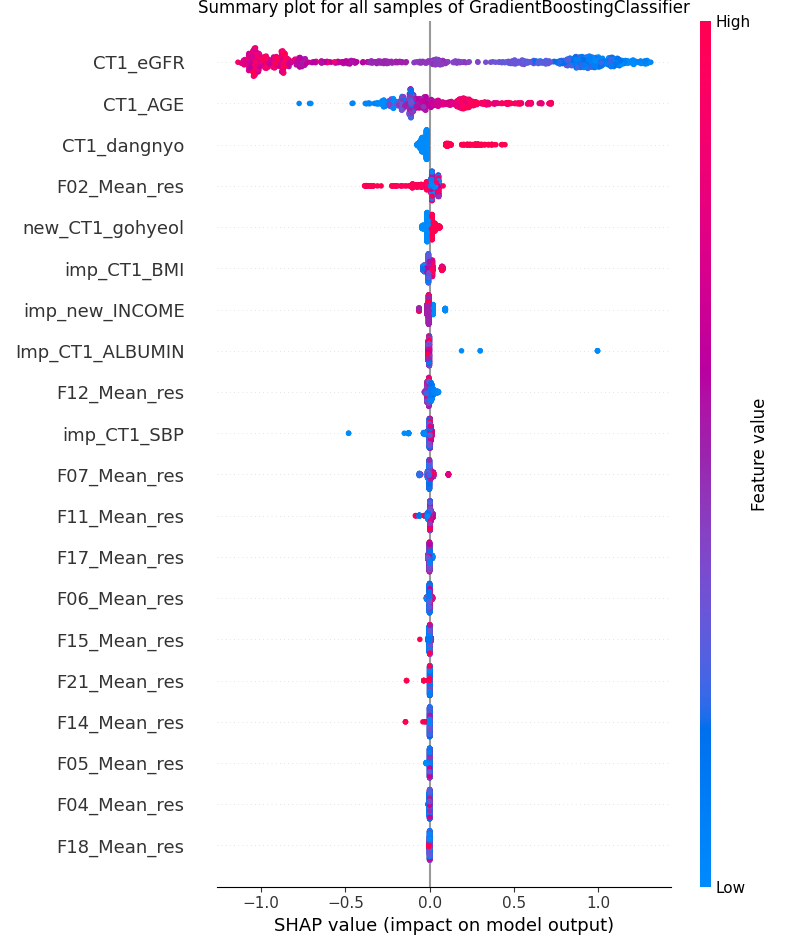 Summary plot for all samples of GradientBoostingClassifier
High
CT1_eGFR
CT1_AGE
CT1_dangnyo
F02_Mean_res
new_CT1_gohyeol
imp_CT1_BMI
imp_new_INCOME
Imp_CT1_ALBUMIN
F12_Mean_res
imp_CT1_SBP
F07_Mean_res
F11_Mean_res
F17_Mean_res
F06_Mean_res
F15_Mean_res
F21_Mean_res
F14_Mean_res
F05_Mean_res
F04_Mean_res
F18_Mean_res
Feature value
Low
−1.0 −0.5 0.0 0.5 1.0
SHAP value (impact on model output)